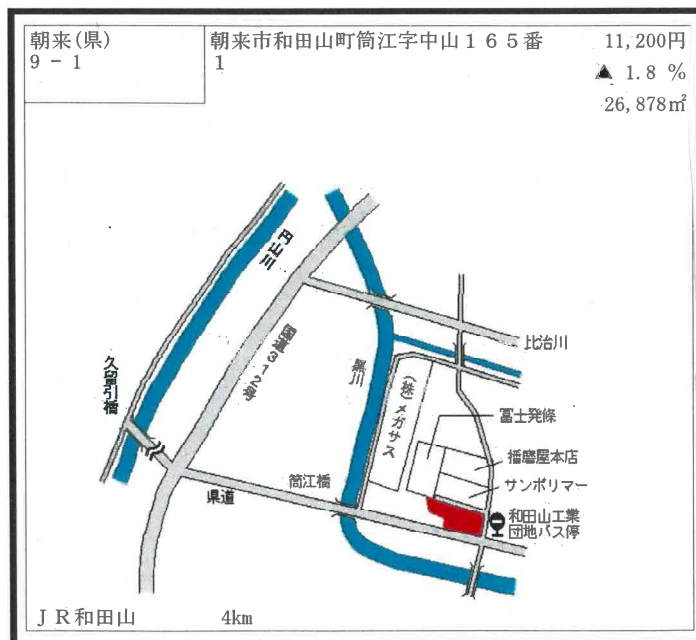 朝来(県)
9-1
朝来市和田山町筒江字中山165番
1
11,200円
▲ 1.8 %
26,878㎡
円山川
国道312号
久留引橋
黒川
比治川
(株)メガサス
冨士発條
播磨屋本店
サンポリマー
和田山工業
団地バス停
筒江橋
県道
JR和田山 4km